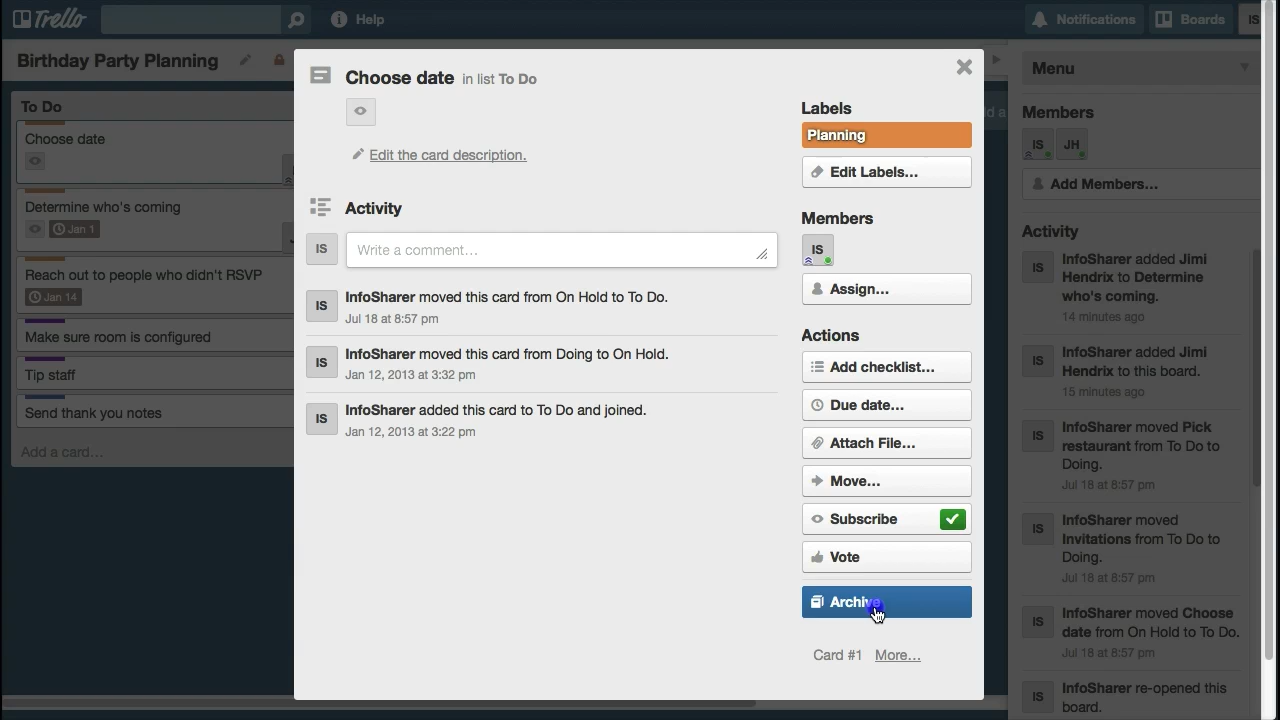 Trello
Help
Notifications
Boards
IS
Birthday Party Planning
To Do
Choose date
Determine who's coming
Jan 1
Reach out to people who didn't RSVP
Jan 14
Make sure room is configured
Tip staff
Send thank you notes
Add a card…
Choose date in list To Do
Edit the card description.
Activity
IS
Write a comment…
IS
InfoSharer moved this card from On Hold to To Do.
Jul 18 at 8:57 pm
IS
InfoSharer moved this card from Doing to On Hold.
Jan 12, 2013 at 3:32 pm
IS
InfoSharer added this card to To Do and joined.
Jan 12, 2013 at 3:22 pm
Labels
Planning
Edit Labels…
Members
IS
Assign…
Actions
Add checklist…
Due date…
Attach File…
Move…
Subscribe
Vote
Archive
Card #1 More…
Menu
Members
IS JH
Add Members…
Activity
IS
InfoSharer added Jimi
Hendrix to Determine
who's coming.
14 minutes ago
IS
InfoSharer added Jimi
Hendrix to this board.
15 minutes ago
IS
InfoSharer moved Pick
restaurant from To Do to
Doing.
Jul 18 at 8:57 pm
IS
InfoSharer moved
Invitations from To Do to
Doing.
Jul 18 at 8:57 pm
IS
InfoSharer moved Choose
date from On Hold to To Do.
Jul 18 at 8:57 pm
IS
InfoSharer re-opened this
board.